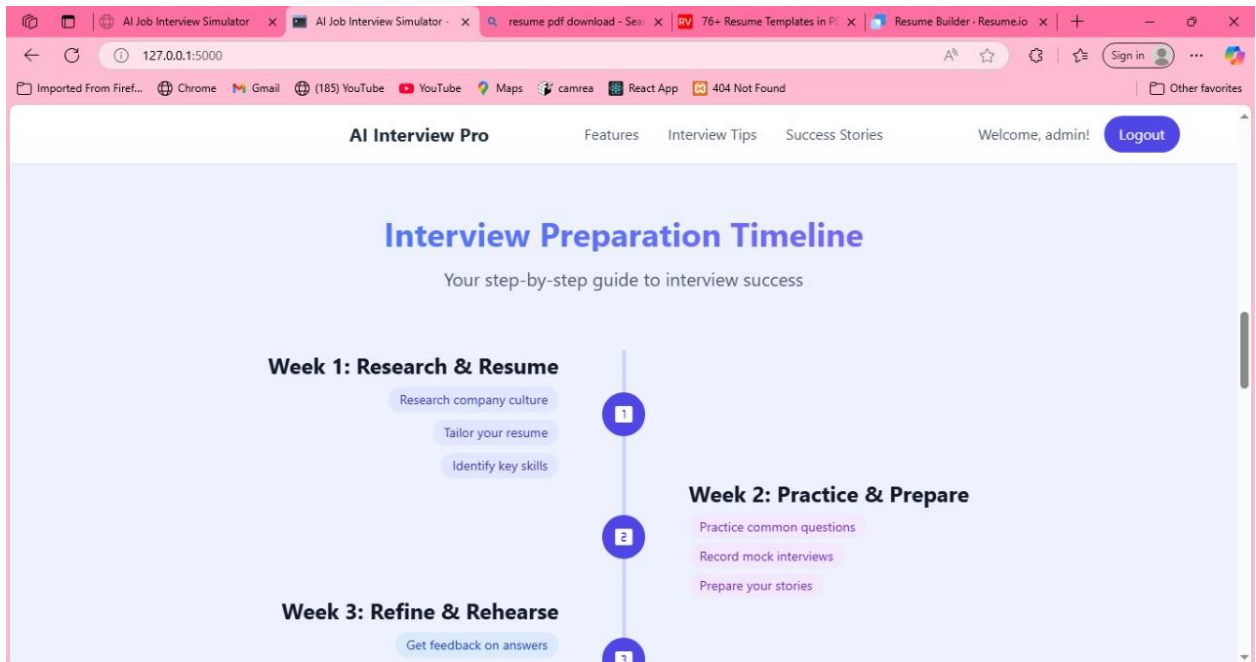 AI Job Interview Simulator
AI Job Interview Simulator -
resume pdf download - Sear
RV 76+ Resume Templates in P
Resume Builder · Resume.io
127.0.0.1:5000
Sign in
Imported From Firef...
Chrome
Gmail
(185) YouTube
YouTube
Maps
camrea
React App
404 Not Found
Other favorites
AI Interview Pro
Features
Interview Tips
Success Stories
Welcome, admin!
Logout
Interview Preparation Timeline
Your step-by-step guide to interview success
Week 1: Research & Resume
Research company culture
1
Tailor your resume
Identify key skills
Week 2: Practice & Prepare
Practice common questions
2
Record mock interviews
Prepare your stories
Week 3: Refine & Rehearse
Get feedback on answers
3